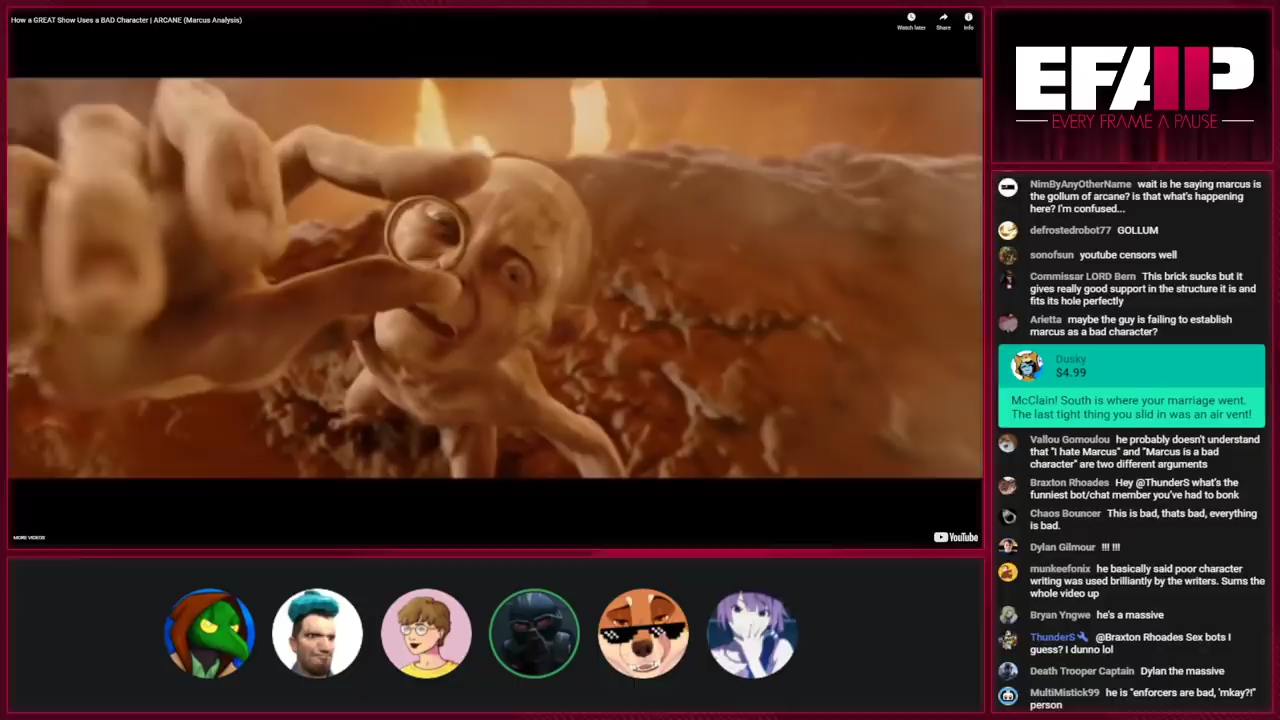 How a GREAT Show Uses a BAD Character | ARCANE (Marcus Analysis)
Watch later
Share
Info
MORE VIDEOS
YouTube
EFAP
EVERY FRAME A PAUSE
NimByAnyOtherName wait is he saying marcus is
the gollum of arcane? is that what's happening
here? I'm confused...
defrostedrobot77 GOLLUM
sonofsun youtube censors well
Commissar LORD Bern This brick sucks but it
gives really good support in the structure it is and
fits its hole perfectly
Arietta maybe the guy is failing to establish
marcus as a bad character?
Dusky
$4.99
McClain! South is where your marriage went.
The last tight thing you slid in was an air vent!
Vallou Gomoulou he probably doesn't understand
that "I hate Marcus" and "Marcus is a bad
character" are two different arguments
Braxton Rhoades Hey @ThunderS what's the
funniest bot/chat member you've had to bonk
Chaos Bouncer This is bad, thats bad, everything
is bad.
Dylan Gilmour !!! !!!
munkeefonix he basically said poor character
writing was used brilliantly by the writers. Sums the
whole video up
Bryan Yngwe he's a massive
ThunderS @Braxton Rhoades Sex bots I
guess? I dunno lol
Death Trooper Captain Dylan the massive
MultiMistick99 he is "enforcers are bad, 'mkay?!"
person